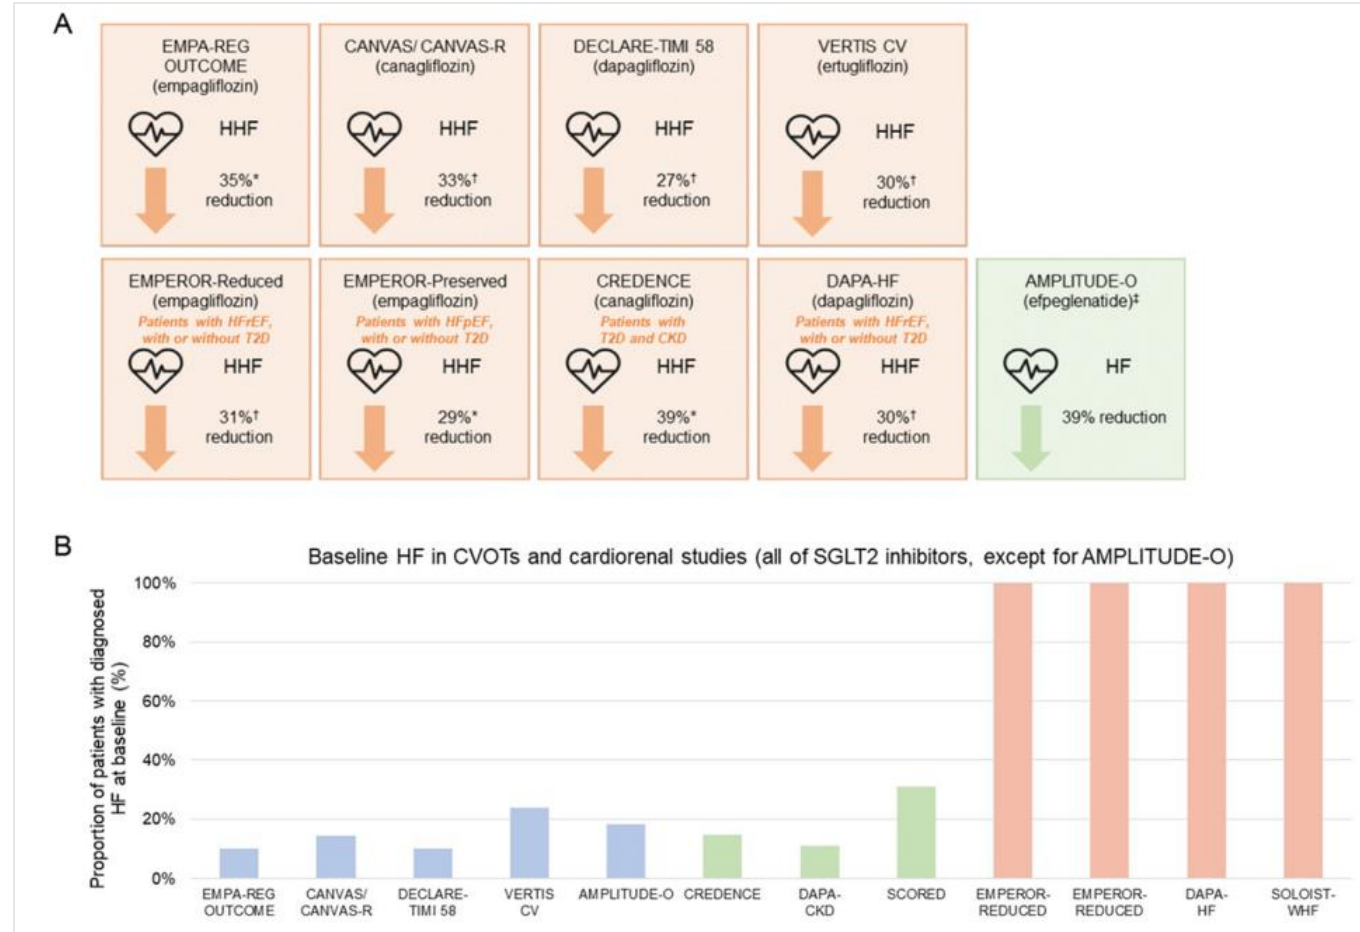 A
EMPA-REG
OUTCOME
(empagliflozin)
HHF
35%*
reduction
CANVAS/ CANVAS-R
(canagliflozin)
HHF
33%†
reduction
DECLARE-TIMI 58
(dapagliflozin)
HHF
27%†
reduction
VERTIS CV
(ertugliflozin)
HHF
30%†
reduction
EMPEROR-Reduced
(empagliflozin)
Patients with HFrEF,
with or without T2D
HHF
31%†
reduction
EMPEROR-Preserved
(empagliflozin)
Patients with HFpEF,
with or without T2D
HHF
29%*
reduction
CREDENCE
(canagliflozin)
Patients with
T2D and CKD
HHF
39%*
reduction
DAPA-HF
(dapagliflozin)
Patients with HFrEF,
with or without T2D
HHF
30%†
reduction
AMPLITUDE-O
(efpeglenatide)‡
HF
39% reduction
B
Baseline HF in CVOTs and cardiorenal studies (all of SGLT2 inhibitors, except for AMPLITUDE-O)
Proportion of patients with diagnosed
HF at baseline (%)
100%
80%
60%
40%
20%
0%
EMPA-REG
OUTCOME
CANVAS/
CANVAS-R
DECLARE-
TIMI 58
VERTIS
CV
AMPLITUDE-O
CREDENCE
DAPA-
CKD
SCORED
EMPEROR-
REDUCED
EMPEROR-
REDUCED
DAPA-
HF
SOLOIST-
WHF